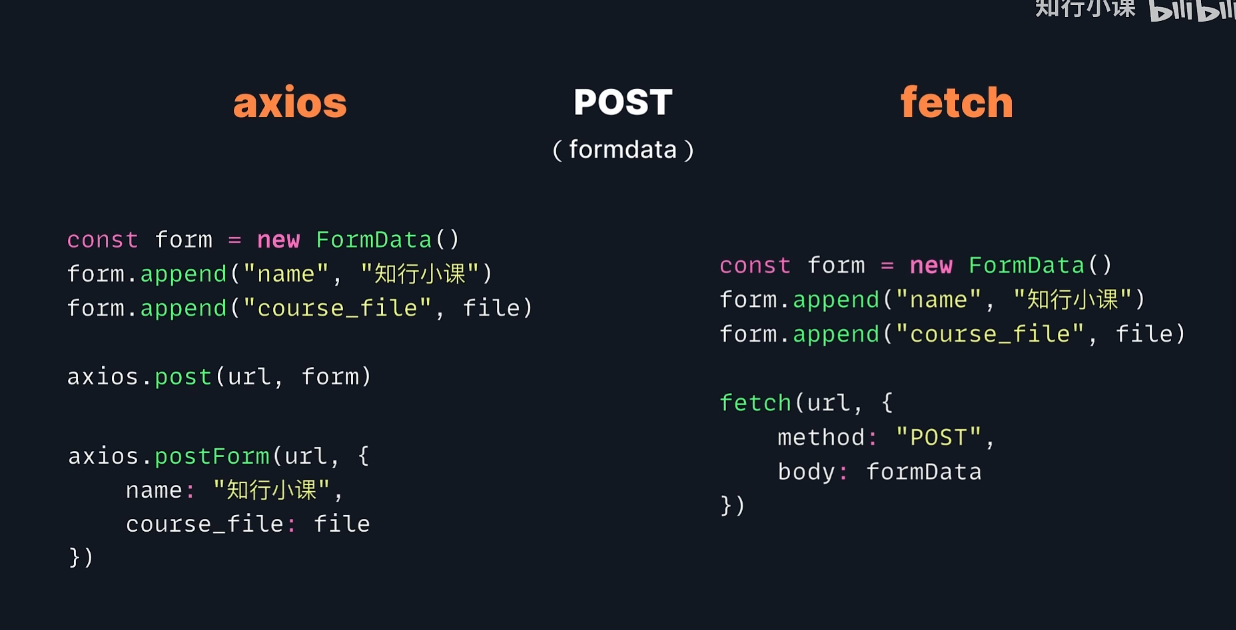 知行小课 bilibili
axios
POST
(formdata)
fetch
const form = new FormData()
form.append("name", "知行小课")
form.append("course_file", file)
axios.post(url, form)
axios.postForm(url, {
    name: "知行小课",
    course_file: file
})
const form = new FormData()
form.append("name", "知行小课")
form.append("course_file", file)
fetch(url, {
    method: "POST",
    body: formData
})